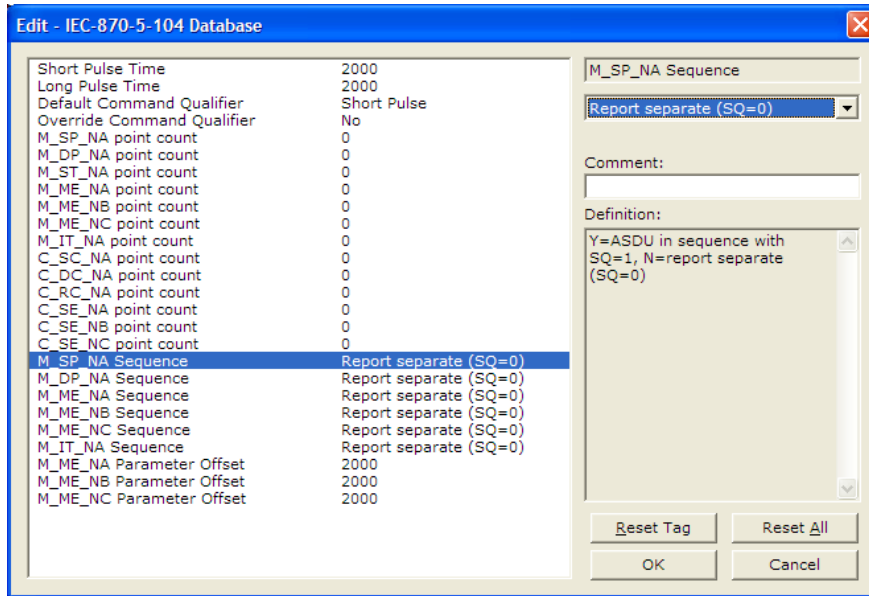 Edit - IEC-870-5-104 Database
Short Pulse Time 2000
Long Pulse Time 2000
Default Command Qualifier Short Pulse
Override Command Qualifier No
M_SP_NA point count 0
M_DP_NA point count 0
M_ST_NA point count 0
M_ME_NA point count 0
M_ME_NB point count 0
M_ME_NC point count 0
M_IT_NA point count 0
C_SC_NA point count 0
C_DC_NA point count 0
C_RC_NA point count 0
C_SE_NA point count 0
C_SE_NB point count 0
C_SE_NC point count 0
M_SP_NA Sequence Report separate (SQ=0)
M_DP_NA Sequence Report separate (SQ=0)
M_ME_NA Sequence Report separate (SQ=0)
M_ME_NB Sequence Report separate (SQ=0)
M_ME_NC Sequence Report separate (SQ=0)
M_IT_NA Sequence Report separate (SQ=0)
M_ME_NA Parameter Offset 2000
M_ME_NB Parameter Offset 2000
M_ME_NC Parameter Offset 2000
M_SP_NA Sequence
Report separate (SQ=0)
Comment:
Definition:
Y=ASDU in sequence with
SQ=1, N=report separate
(SQ=0)
Reset Tag Reset All
OK Cancel